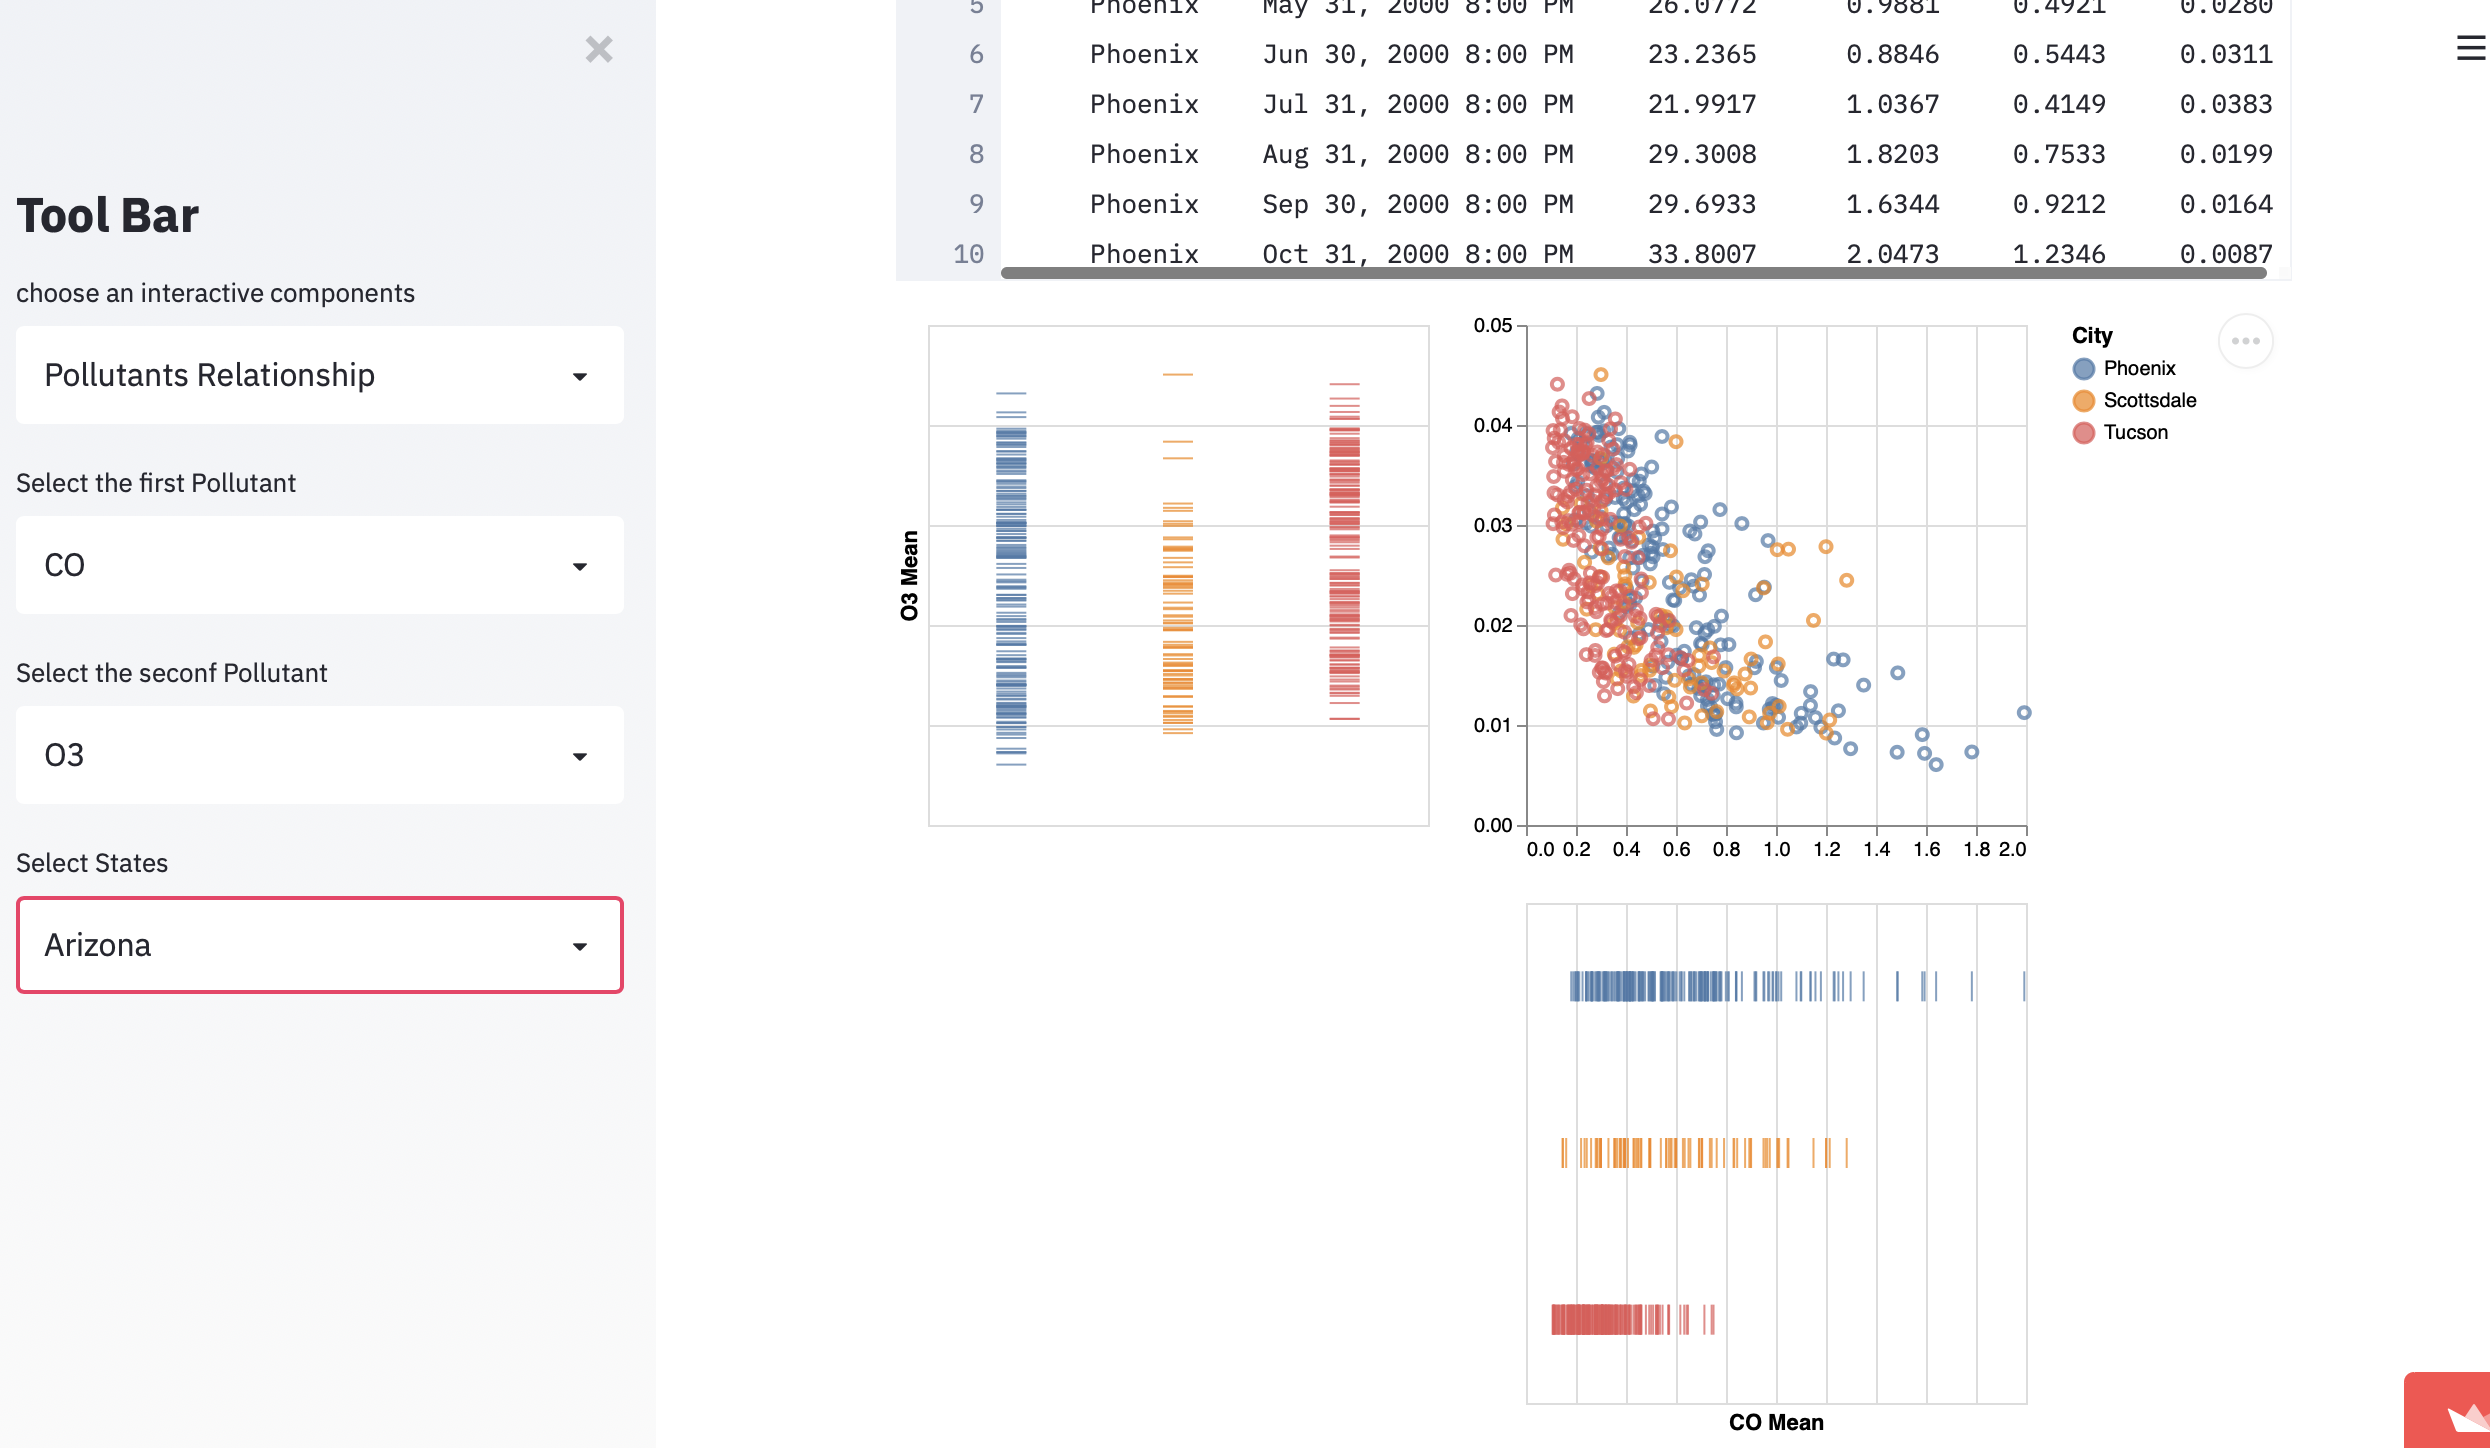 Tool Bar
choose an interactive components
Pollutants Relationship
Select the first Pollutant
CO
Select the seconf Pollutant
O3
Select States
Arizona
5 Phoenix May 31, 2000 8:00 PM 26.0772 0.9881 0.4921 0.0280
6 Phoenix Jun 30, 2000 8:00 PM 23.2365 0.8846 0.5443 0.0311
7 Phoenix Jul 31, 2000 8:00 PM 21.9917 1.0367 0.4149 0.0383
8 Phoenix Aug 31, 2000 8:00 PM 29.3008 1.8203 0.7533 0.0199
9 Phoenix Sep 30, 2000 8:00 PM 29.6933 1.6344 0.9212 0.0164
10 Phoenix Oct 31, 2000 8:00 PM 33.8007 2.0473 1.2346 0.0087
O3 Mean
0.05
0.04
0.03
0.02
0.01
0.00
0.0 0.2 0.4 0.6 0.8 1.0 1.2 1.4 1.6 1.8 2.0
City
Phoenix
Scottsdale
Tucson
CO Mean